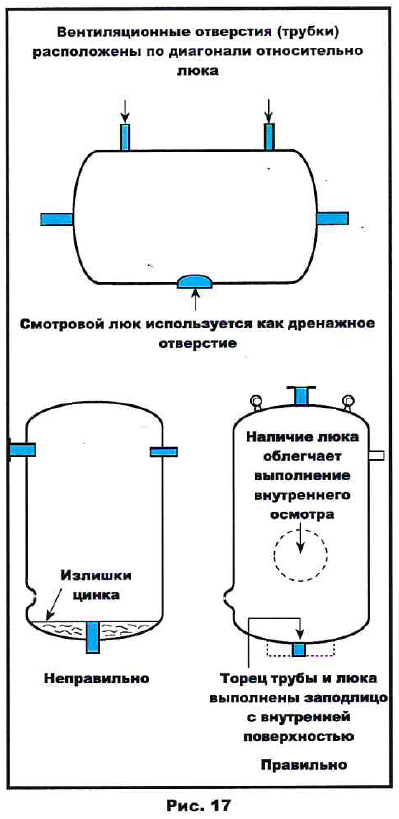 Вентиляционные отверстия (трубки)
расположены по диагонали относительно
люка
Смотровой люк используется как дренажное
отверстие
Наличие люка
облегчает
выполнение
внутреннего
осмотра
Излишки
цинка
Неправильно
Торец трубы и люка
выполнены заподлицо
с внутренней
поверхностью
Правильно
Рис. 17